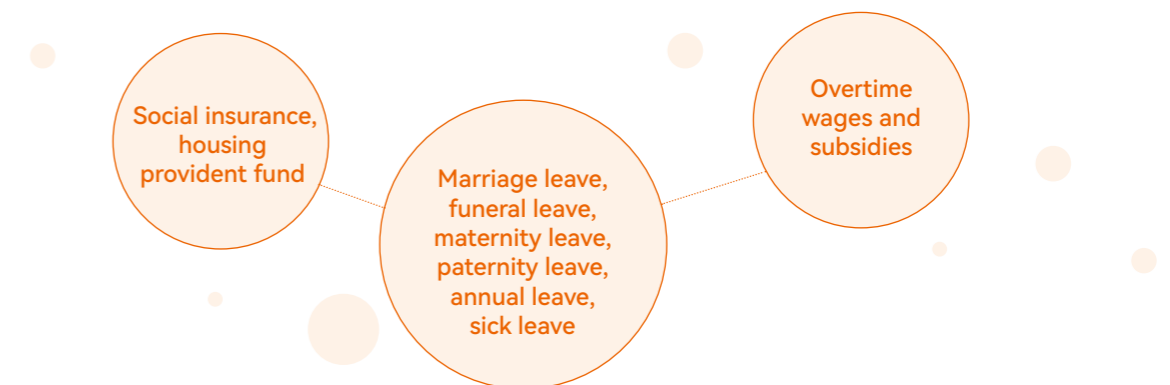 Social insurance,
housing
provident fund
Marriage leave,
funeral leave,
maternity leave,
paternity leave,
annual leave,
sick leave
Overtime
wages and
subsidies